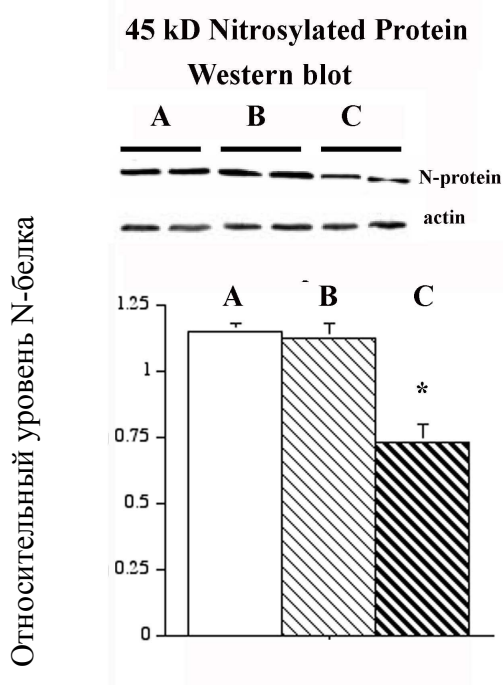 45 kD Nitrosylated Protein
Western blot
A B C
N-protein
actin
Относительный уровень N-белка
A B C
1.25
1
*
0.75
0.5
0.25
0